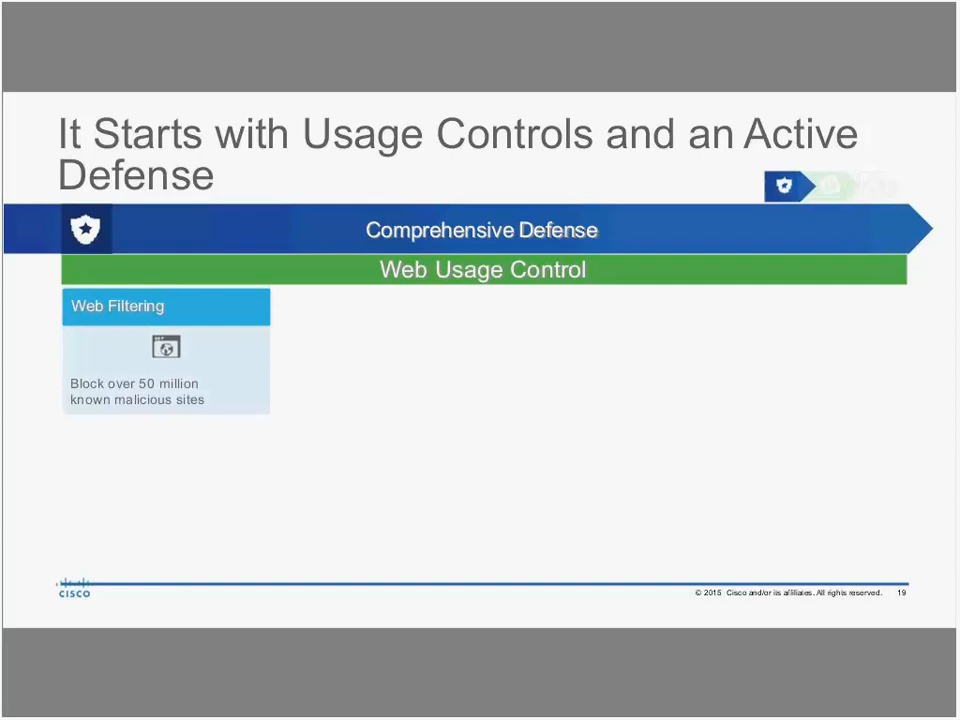 It Starts with Usage Controls and an Active
Defense
Comprehensive Defense
Web Usage Control
Web Filtering
Block over 50 million
known malicious sites
CISCO
© 2015 Cisco and/or its affiliates. All rights reserved. 19